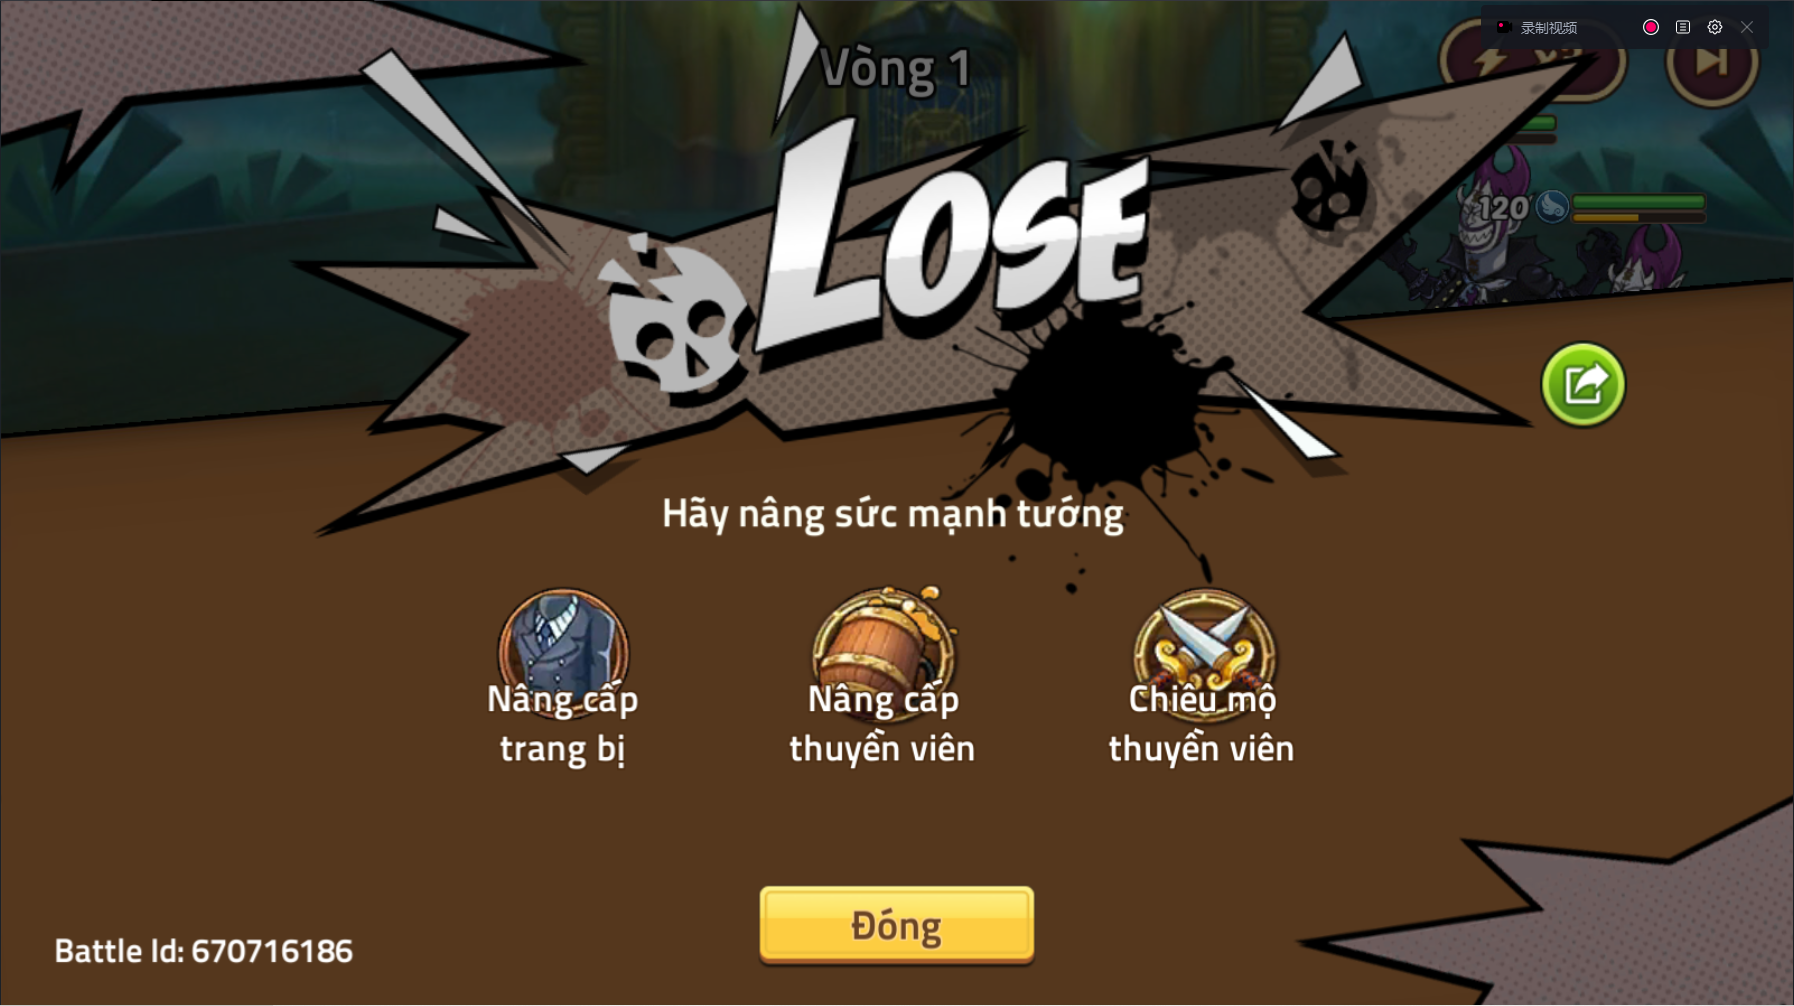 录制视频
Vòng 1
LOSE
120
Hãy nâng sức mạnh tướng
Nâng cấp
trang bị
Nâng cấp
thuyền viên
Chiêu mộ
thuyền viên
Đóng
Battle Id: 670716186